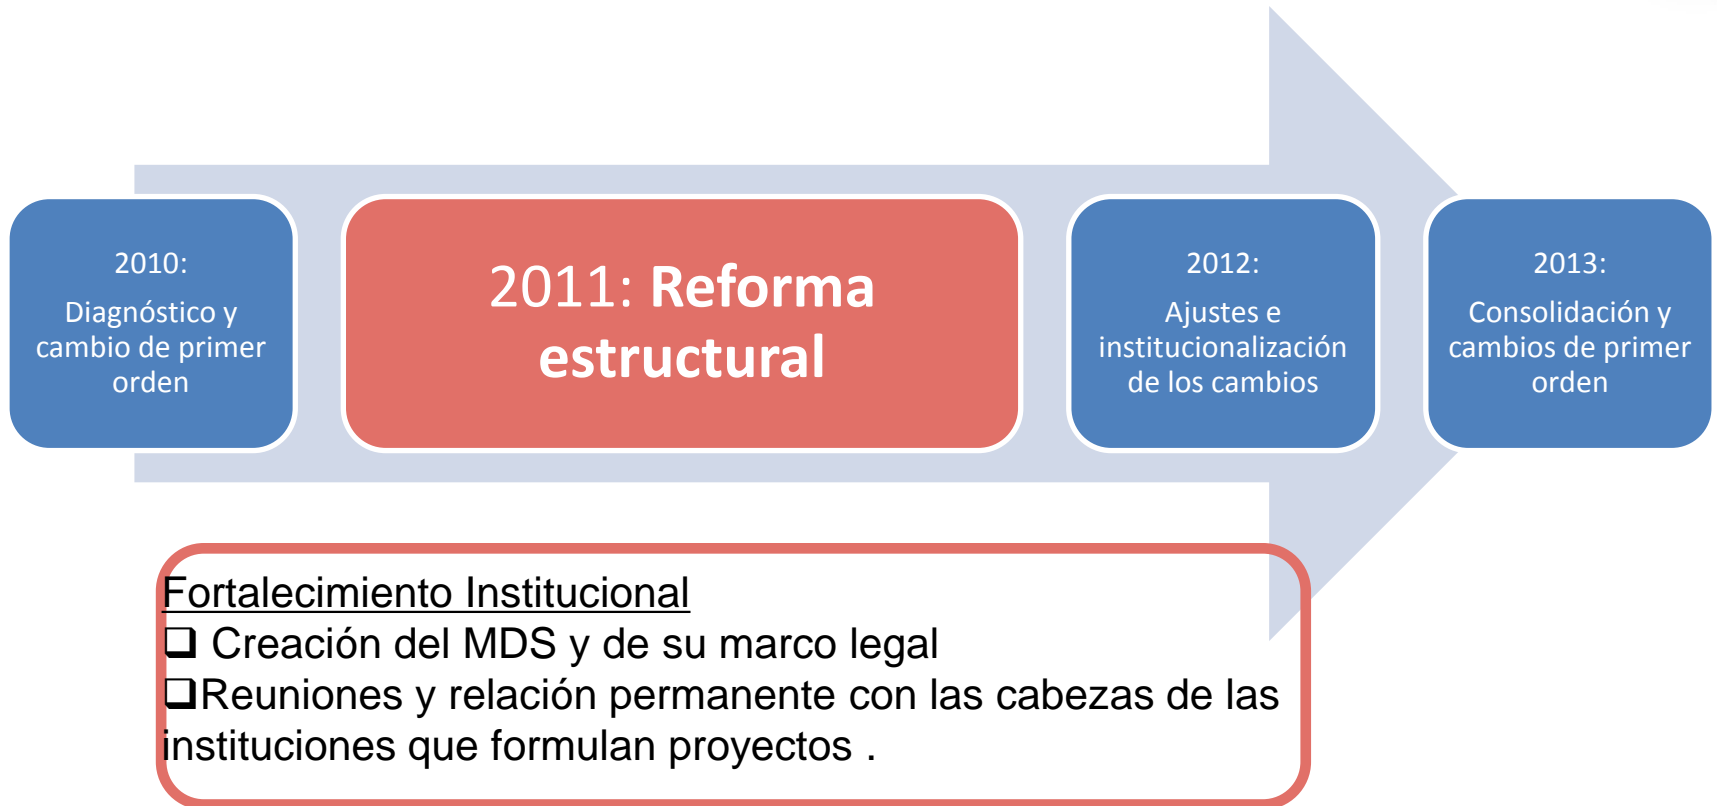 2010:
Diagnóstico y
cambio de primer
orden
2011: Reforma
estructural
2012:
Ajustes e
institucionalización
de los cambios
2013:
Consolidación y
cambios de primer
orden
Fortalecimiento Institucional
❑ Creación del MDS y de su marco legal
❑Reuniones y relación permanente con las cabezas de las
instituciones que formulan proyectos .